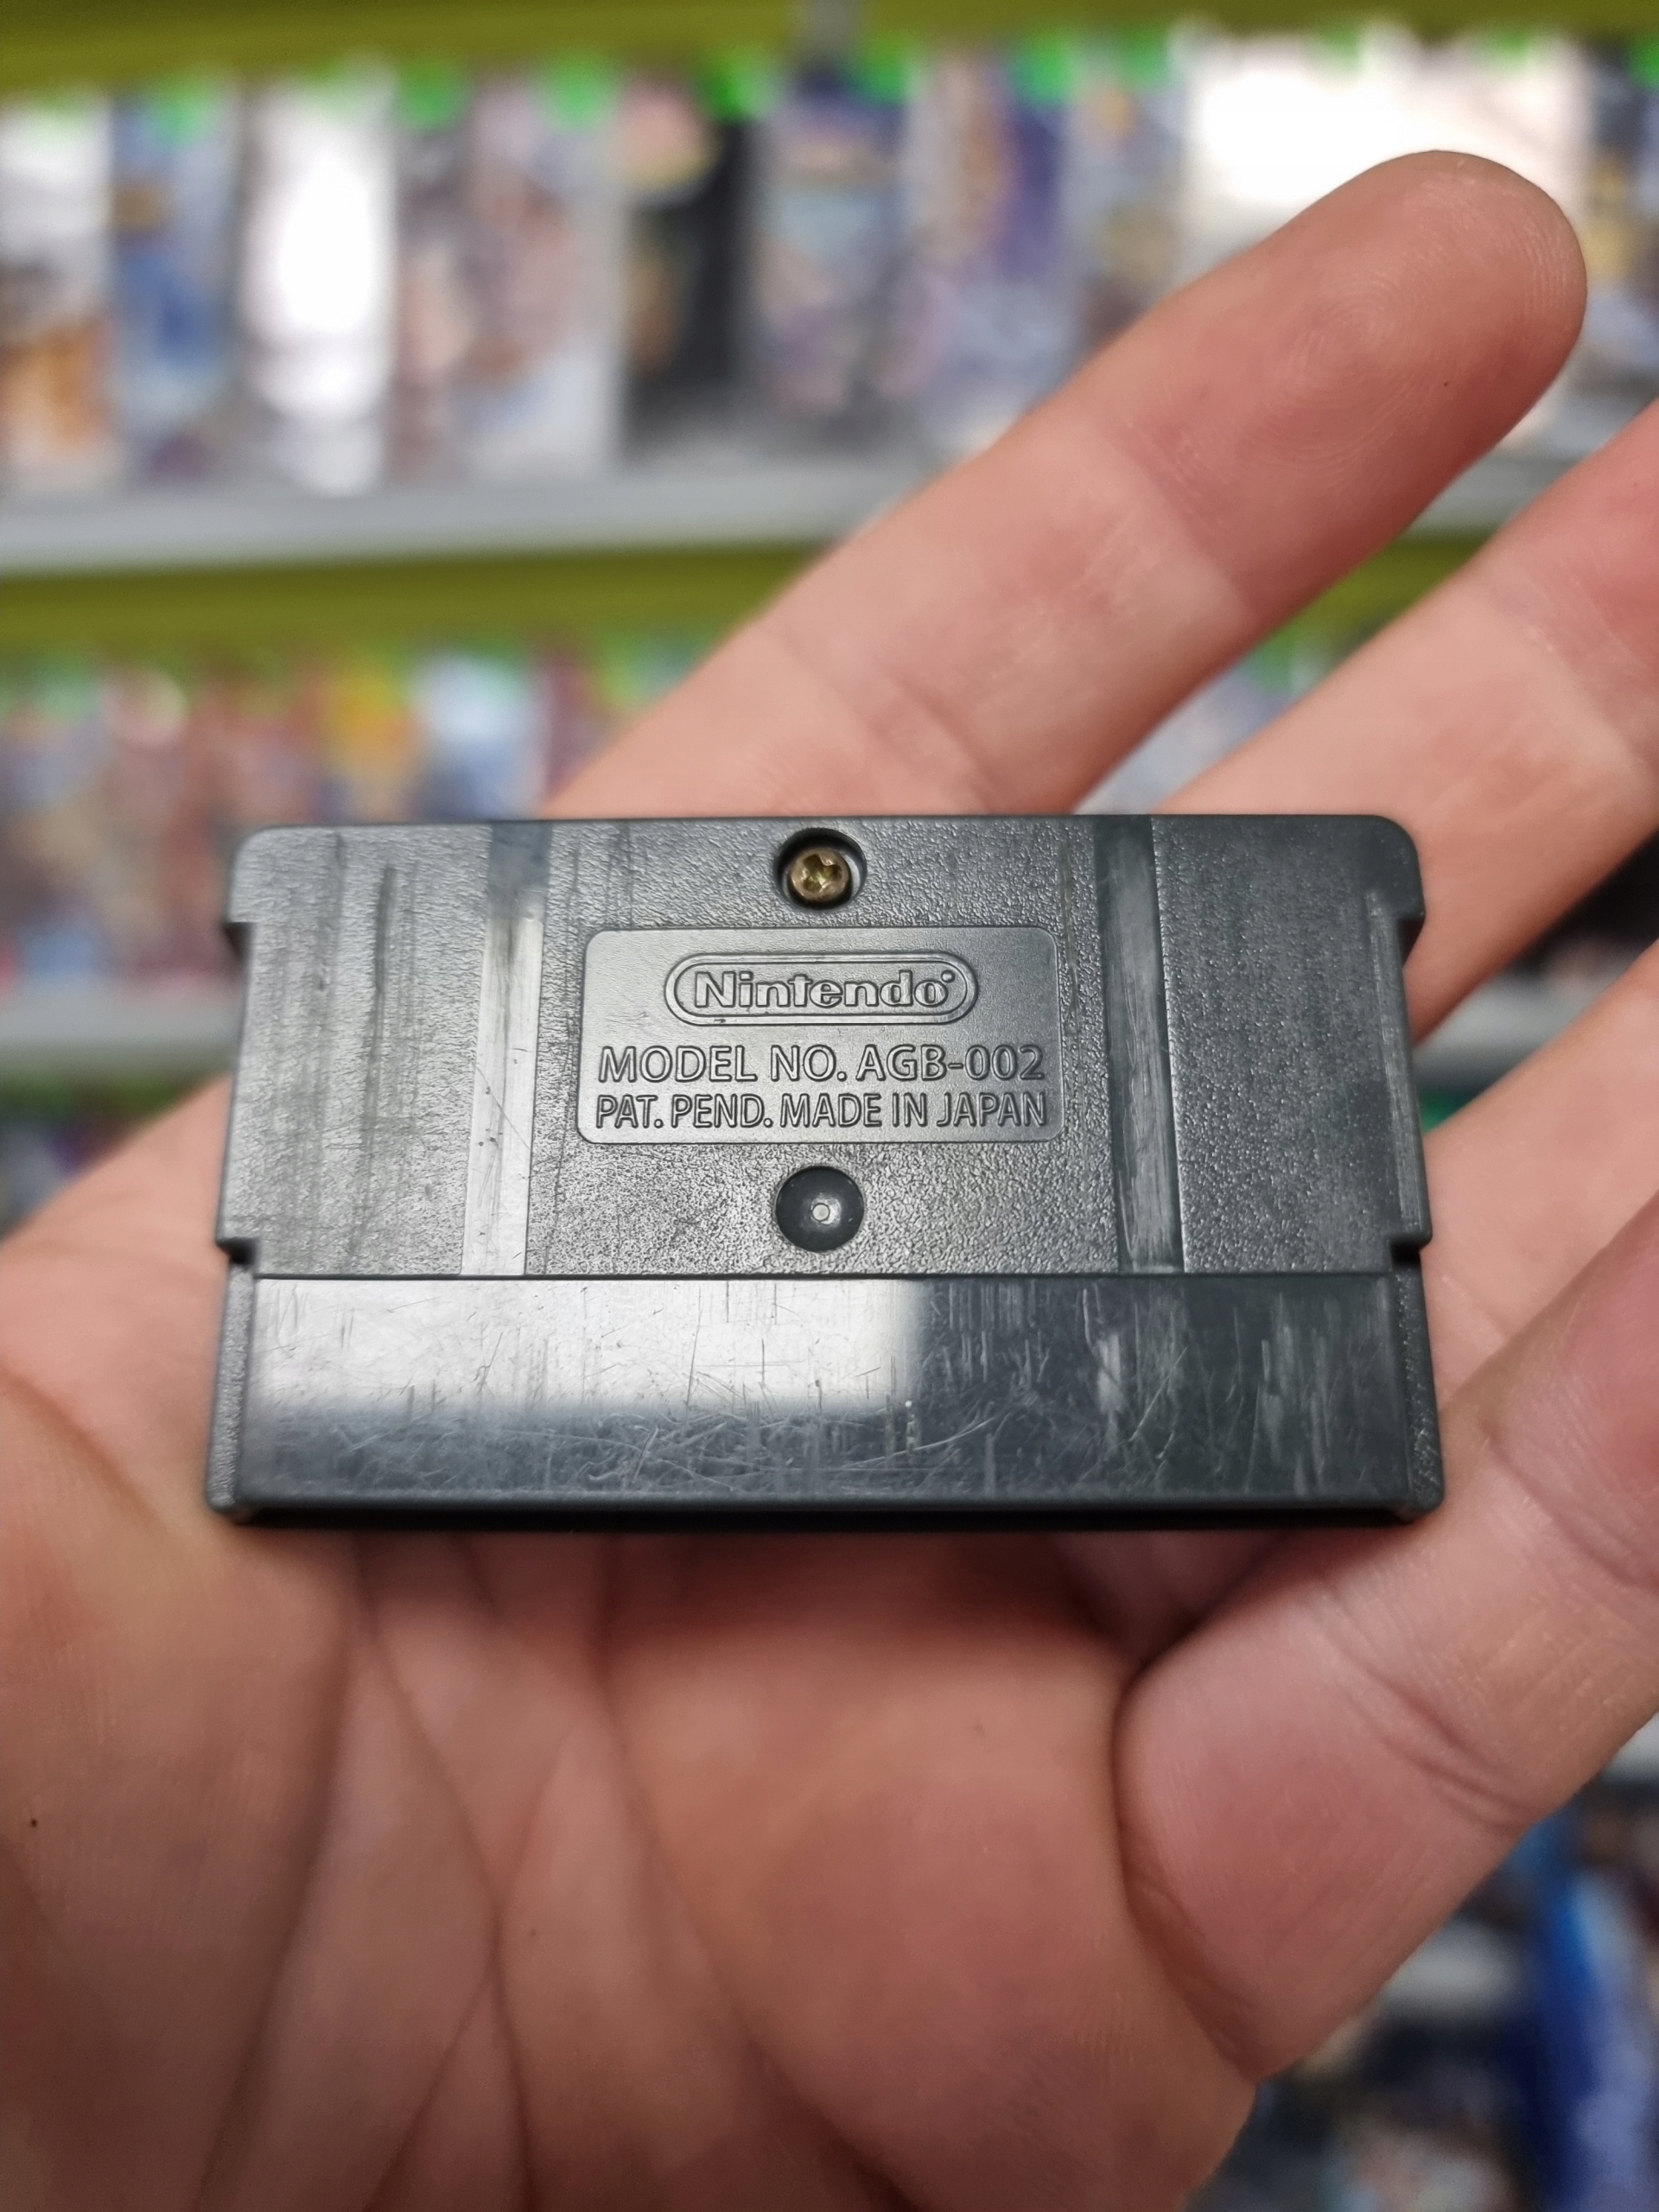 Nintendo®
MODEL NO. AGB-002
PAT. PEND. MADE IN JAPAN